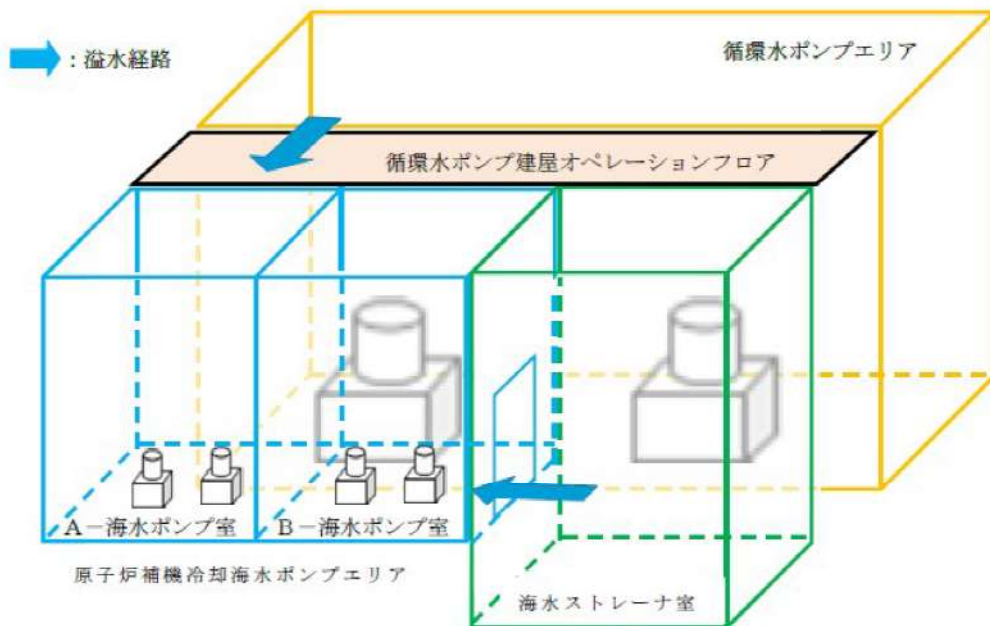 循環水ポンプエリア
：溢水経路
循環水ポンプ建屋オペレーションフロア
A－海水ポンプ室
B－海水ポンプ室
原子炉補機冷却海水ポンプエリア
海水ストレーナ室